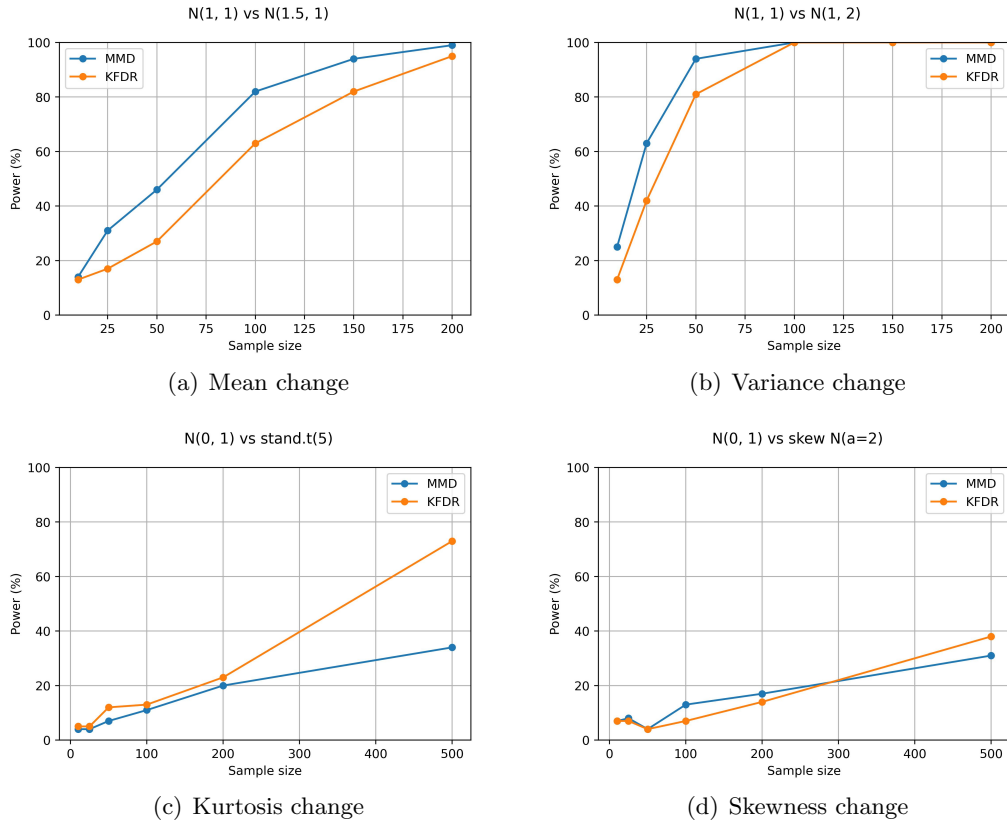 N(1, 1) vs N(1.5, 1)
100
80
60
40
20
0
Power (%)
MMD
KFDR
25 50 75 100 125 150 175 200
Sample size
(a) Mean change
N(1, 1) vs N(1, 2)
100
80
60
40
20
0
Power (%)
MMD
KFDR
25 50 75 100 125 150 175 200
Sample size
(b) Variance change
N(0, 1) vs stand.t(5)
100
80
60
40
20
0
Power (%)
MMD
KFDR
0 100 200 300 400 500
Sample size
(c) Kurtosis change
N(0, 1) vs skew N(a=2)
100
80
60
40
20
0
Power (%)
MMD
KFDR
0 100 200 300 400 500
Sample size
(d) Skewness change